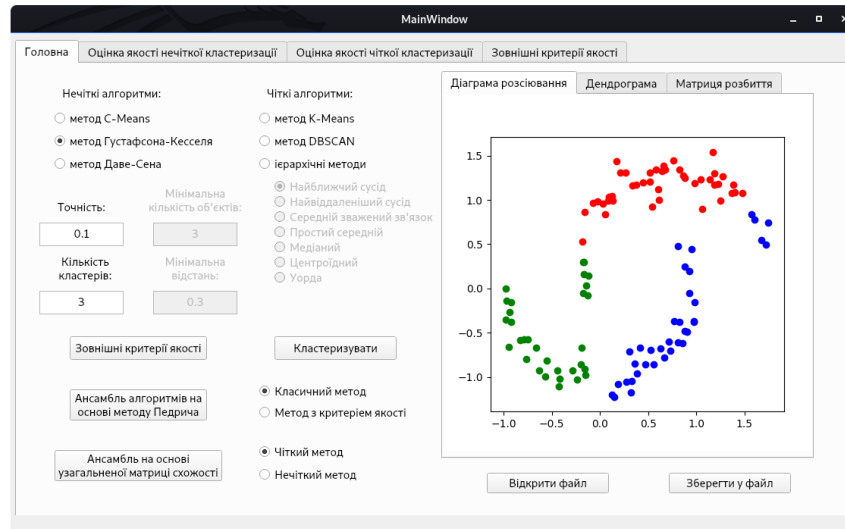 MainWindow
Головна
Оцінка якості нечіткої кластеризації
Оцінка якості чіткої кластеризації
Зовнішні критерії якості
Нечіткі алгоритми:
метод C-Means
метод Густафсона-Кесселя
метод Даве-Сена
Чіткі алгоритми:
метод K-Means
метод DBSCAN
ієрархічні методи
Найближчий сусід
Найвіддаленіший сусід
Середній зважений зв'язок
Простий середній
Медіаний
Центроїдний
Уорда
Точність:
0.1
Мінімальна
кількість об'єктів:
3
Кількість
кластерів:
3
Мінімальна
відстань:
0.3
Зовнішні критерії якості
Кластеризувати
Ансамбль алгоритмів на
основі методу Педрича
Класичний метод
Метод з критерієм якості
Ансамбль на основі
узагальненої матриці схожості
Чіткий метод
Нечіткий метод
Діаграма розсіювання
Дендрограма
Матриця розбиття
1.5
1.0
0.5
0.0
−0.5
−1.0
−1.0 −0.5 0.0 0.5 1.0 1.5
Відкрити файл
Зберегти у файл